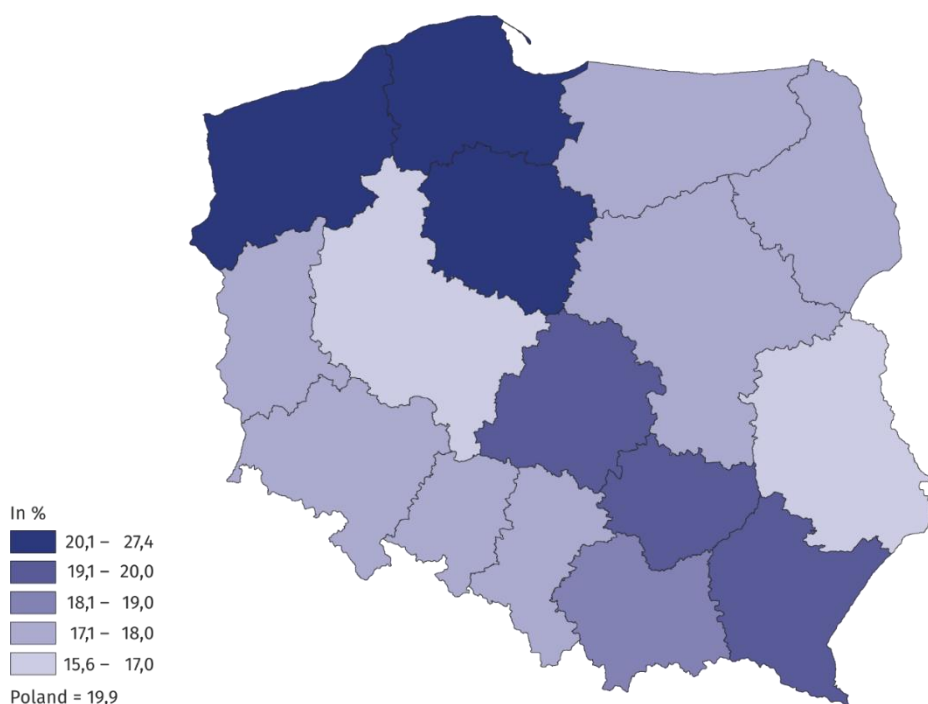 In %
20,1 – 27,4
19,1 – 20,0
18,1 – 19,0
17,1 – 18,0
15,6 – 17,0
Poland = 19,9